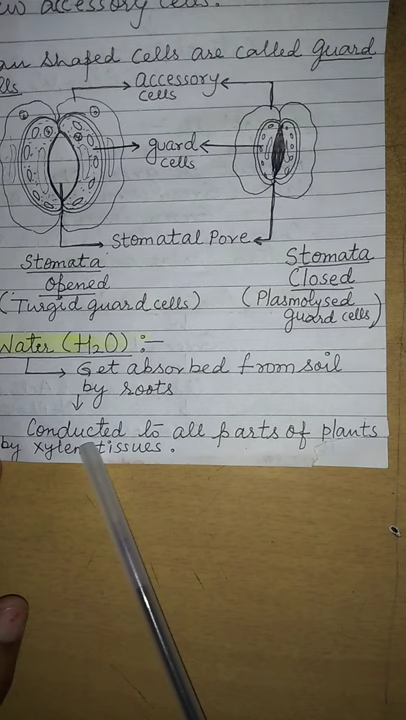 accessory cells.
shaped cells are called guard
accessory
cells
guard
cells
Stomatal Pore
Stomata
Opened
(Turgid guard cells)
Stomata
Closed
(Plasmolysed
guard cells)
Water (H2O) :-
Get absorbed from soil
by roots
Conducted to all parts of plants
by xylem tissues.